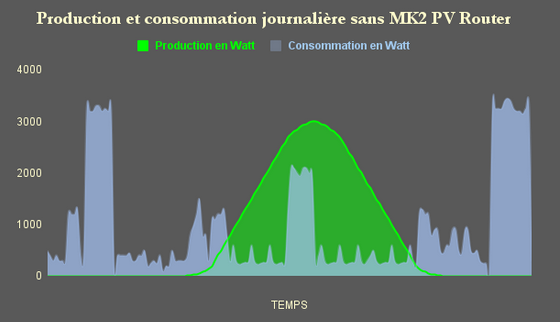 Production et consommation journalière sans MK2 PV Router
Production en Watt Consommation en Watt
4000
3000
2000
1000
0
TEMPS